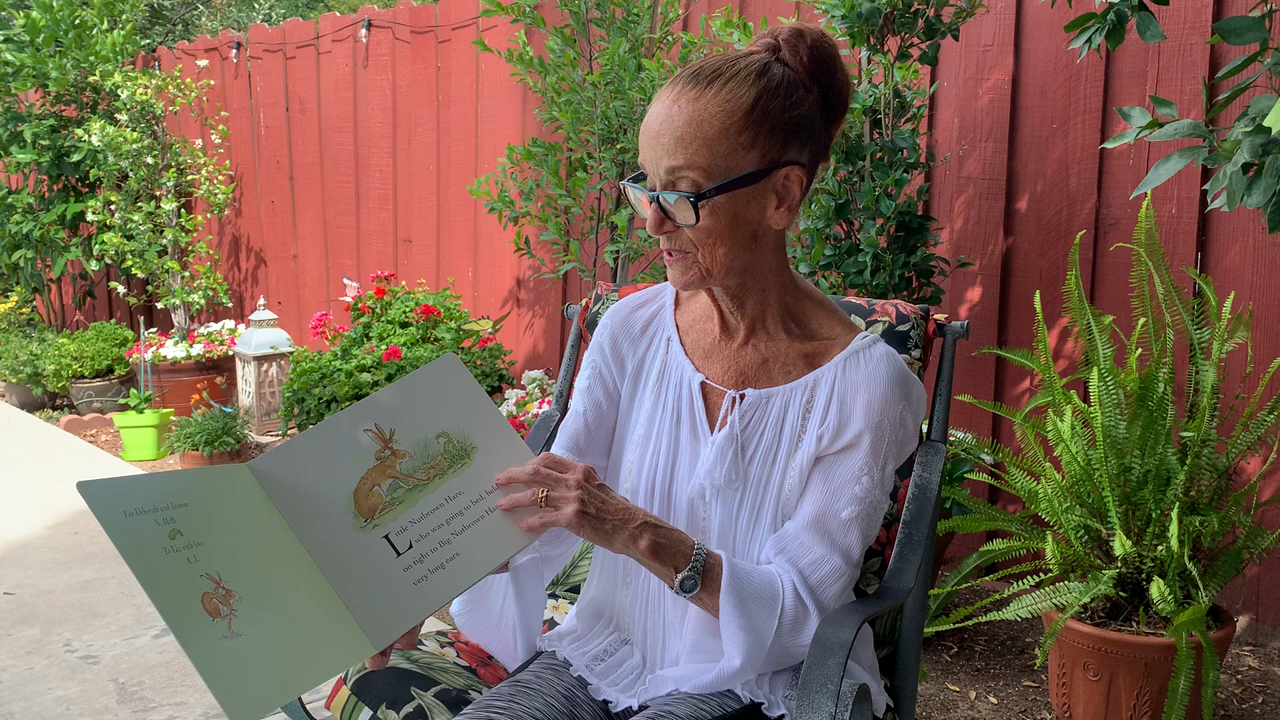 For Deborah and Joanne
S. McB.
To Liz with love
A. J.
Little Nutbrown Hare,
who was going to bed, held
on tight to Big Nutbrown Hare's
very long ears.